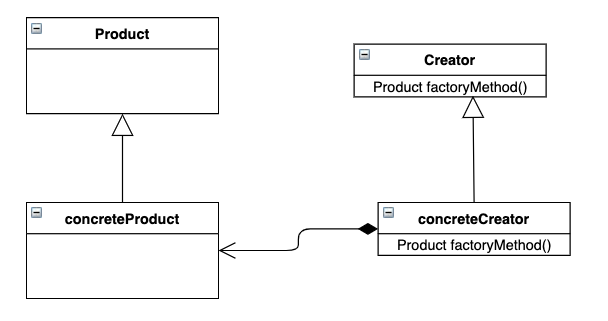 Product
Creator
Product factoryMethod()
concreteProduct
concreteCreator
Product factoryMethod()